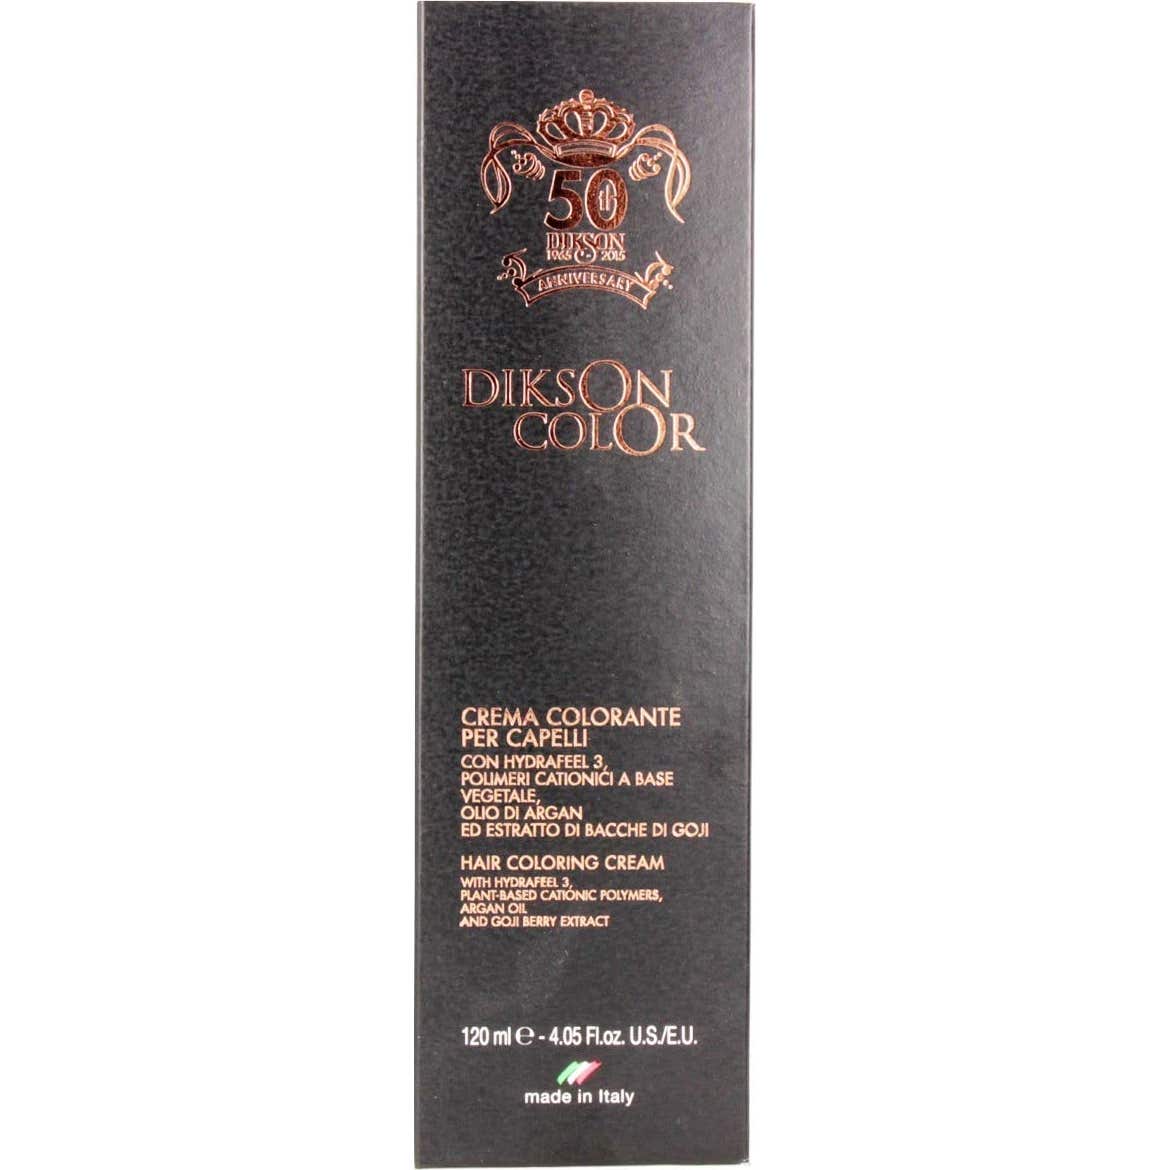 50th
DIKSON
1965 2015
ANNIVERSARY
DIKSON
COLOR
CREMA COLORANTE
PER CAPELLI
CON HYDRAFEEL 3,
POLIMERI CATIONICI A BASE
VEGETALE,
OLIO DI ARGAN
ED ESTRATTO DI BACCHE DI GOJI
HAIR COLORING CREAM
WITH HYDRAFEEL 3,
PLANT-BASED CATIONIC POLYMERS,
ARGAN OIL
AND GOJI BERRY EXTRACT
120 ml ℮ - 4.05 Fl.oz. U.S./E.U.
made in Italy